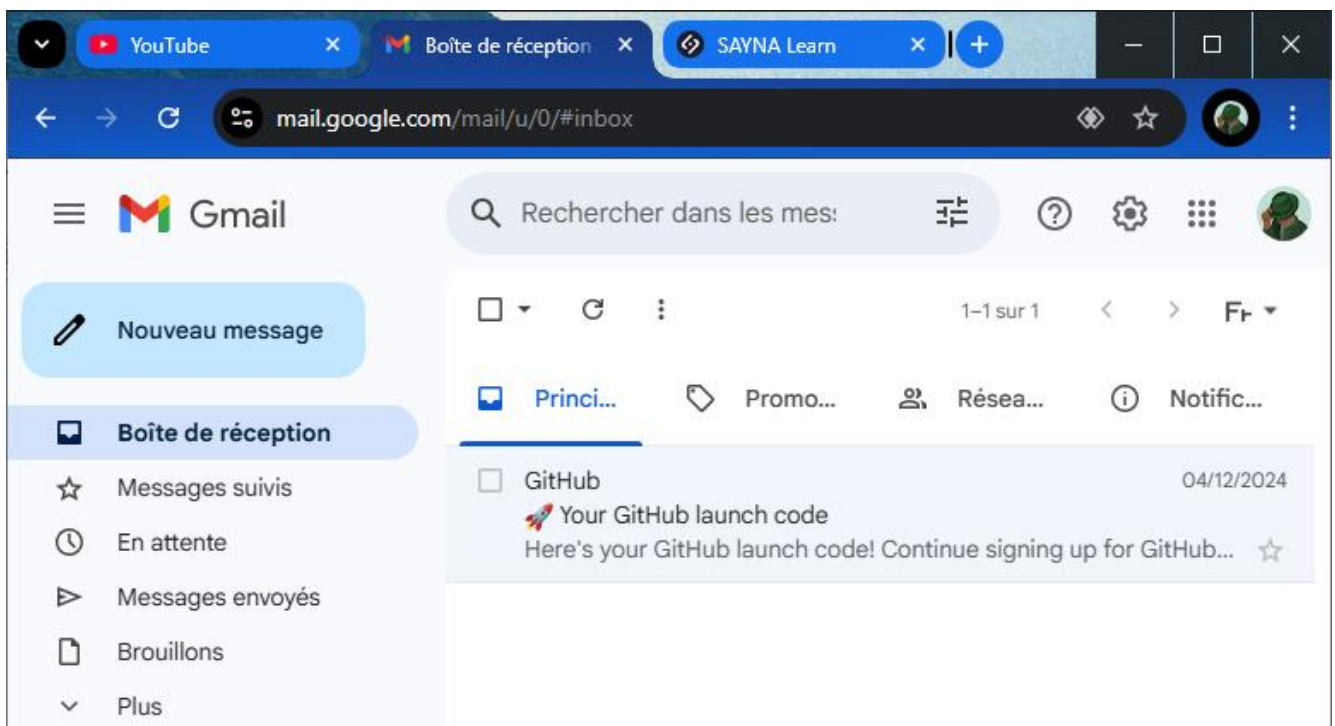 YouTube
Boîte de réception
SAYNA Learn
mail.google.com/mail/u/0/#inbox
Gmail
Rechercher dans les mes
1–1 sur 1
Fr
Nouveau message
Princi...
Promo...
Résea...
Notific...
Boîte de réception
Messages suivis
En attente
Messages envoyés
Brouillons
Plus
GitHub
04/12/2024
🚀 Your GitHub launch code
Here's your GitHub launch code! Continue signing up for GitHub...